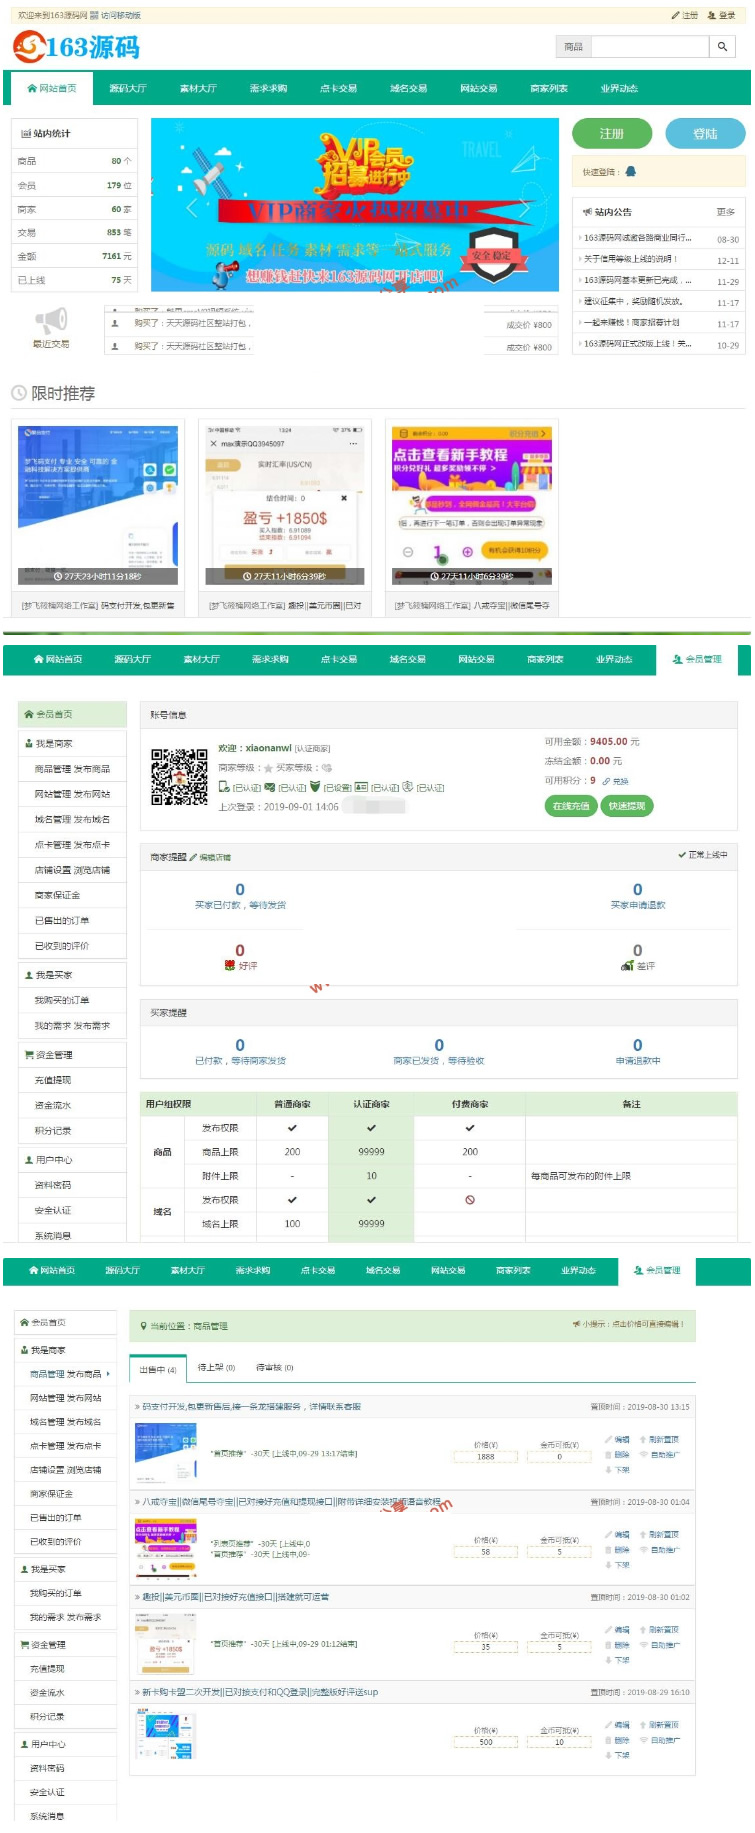 欢迎来到163源码网 访问移动版
注册 登录
163源码
商品
网站首页 源码大厅 素材大厅 需求求购 点卡交易 域名交易 网站交易 商家列表 业界动态
站内统计
商品 80 个
会员 179 位
商家 60 家
交易 853 笔
金额 7161 元
已上线 75 天
VIP会员
招募进行中
TRAVEL
VIP商家火热招募中
源码 域名 任务 素材 需求等 一站式服务
安全 稳定
想赚钱赶快来163源码网开店吧!
注册 登陆
快速登陆:
站内公告 更多
163源码网诚邀各路商业同行... 08-30
关于信用等级上线的说明! 12-11
163源码网基本更新已完成, ... 11-29
建议征集中,奖励随机发放。 11-17
一起来赚钱!商家招募计划 11-17
163源码网正式改版上线!关... 10-29
最近交易
购买了:天天源码社区整站打包, 成交价 ¥800
购买了:天天源码社区整站打包, 成交价 ¥800
限时推荐
27天23小时11分18秒
[梦飞筱楠网络工作室] 码支付开发,包更新售
13:24 37%
max演示QQ3945097
实时汇率(US/CN)
结仓时间: 0
盈亏 +1850$
买入指数: 6.91088
结束指数: 6.91094
27天11小时6分39秒
[梦飞筱楠网络工作室] 趣投||美元币圈||已对
点击查看新手教程
积分兑好礼 超多奖励领不停 >
27天11小时6分39秒
[梦飞筱楠网络工作室] 八戒夺宝||微信尾号夺
网站首页 源码大厅 素材大厅 需求求购 点卡交易 域名交易 网站交易 商家列表 业界动态 会员管理
会员首页
我是商家
商品管理 发布商品
网站管理 发布网站
域名管理 发布域名
点卡管理 发布点卡
店铺设置 浏览店铺
商家保证金
已售出的订单
已收到的评价
我是买家
我购买的订单
我的需求 发布需求
资金管理
充值提现
资金流水
积分记录
用户中心
资料密码
安全认证
系统消息
账号信息
欢迎:xiaonanwl [认证商家]
商家等级: 买家等级:
[已认证] [已认证] [已设置] [已认证] [已认证]
上次登录:2019-09-01 14:06
可用金额:9405.00 元
冻结金额:0.00 元
可用积分:9 兑换
在线充值 快速提现
商家提醒 编辑店铺 正常上线中
0 0
买家已付款,等待发货 买家申请退款
0 0
好评 差评
买家提醒
0 0 0
已付款,等待商家发货 商家已发货,等待验收 申请退款中
用户组权限 普通商家 认证商家 付费商家 备注
商品
发布权限
商品上限 200 99999 200
附件上限 - 10 - 每商品可发布的附件上限
域名
发布权限
域名上限 100 99999
网站首页 源码大厅 素材大厅 需求求购 点卡交易 域名交易 网站交易 商家列表 业界动态 会员管理
会员首页
我是商家
商品管理 发布商品
网站管理 发布网站
域名管理 发布域名
点卡管理 发布点卡
店铺设置 浏览店铺
商家保证金
已售出的订单
已收到的评价
我是买家
我购买的订单
我的需求 发布需求
资金管理
充值提现
资金流水
积分记录
用户中心
资料密码
安全认证
系统消息
当前位置:商品管理 小提示:点击价格可直接编辑!
出售中 (4) 待上架 (0) 待审核 (0)
» 码支付开发,包更新售后,接一条龙搭建服务,详情联系客服 置顶时间:2019-08-30 13:15
"首页推荐" -30天 [上线中,09-29 13:17结束]
价格(¥) 金币可抵(¥)
1888 0
编辑 刷新置顶
删除 自助推广
下架
» 八戒夺宝||微信尾号夺宝||已对接好充值和提现接口||附带详细安装视频语音教程 置顶时间:2019-08-30 01:04
"列表页推荐" -30天 [上线中,0
"首页推荐" -30天 [上线中,09-
价格(¥) 金币可抵(¥)
58 5
编辑 刷新置顶
删除 自助推广
下架
» 趣投||美元币圈||已对接好充值接口||搭建就可运营 置顶时间:2019-08-30 01:02
"首页推荐" -30天 [上线中,09-29 01:12结束]
价格(¥) 金币可抵(¥)
35 5
编辑 刷新置顶
删除 自助推广
下架
» 新卡购卡盟二次开发||已对接支付和QQ登录||完整版好评送sup 置顶时间:2019-08-29 16:10
价格(¥) 金币可抵(¥)
500 10
编辑 刷新置顶
删除 自助推广
下架